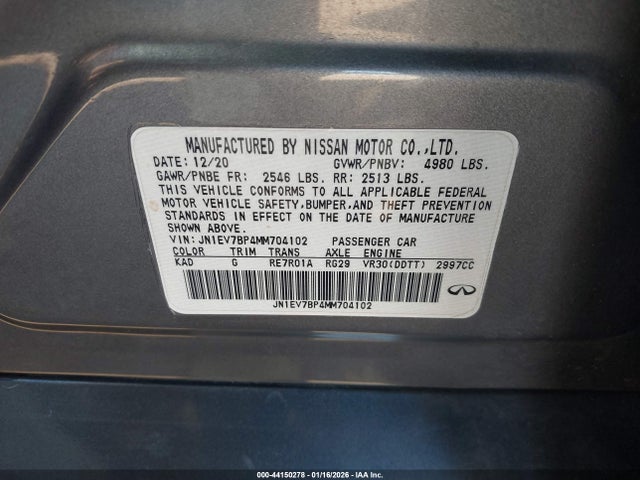 MANUFACTURED BY NISSAN MOTOR CO.,LTD.
DATE: 12/20 GVWR/PNBV: 4980 LBS.
GAWR/PNBE FR: 2546 LBS. RR: 2513 LBS.
THIS VEHICLE CONFORMS TO ALL APPLICABLE FEDERAL
MOTOR VEHICLE SAFETY,BUMPER,AND THEFT PREVENTION
STANDARDS IN EFFECT ON THE DATE OF MANUFACTURE
SHOWN ABOVE.
VIN: JN1EV7BP4MM704102 PASSENGER CAR
COLOR TRIM TRANS AXLE ENGINE
KAD G RE7R01A RG29 VR30(DDTT) 2997CC
JN1EV7BP4MM704102
INFINITI
000-44150278 - 01/16/2026 - IAA Inc.